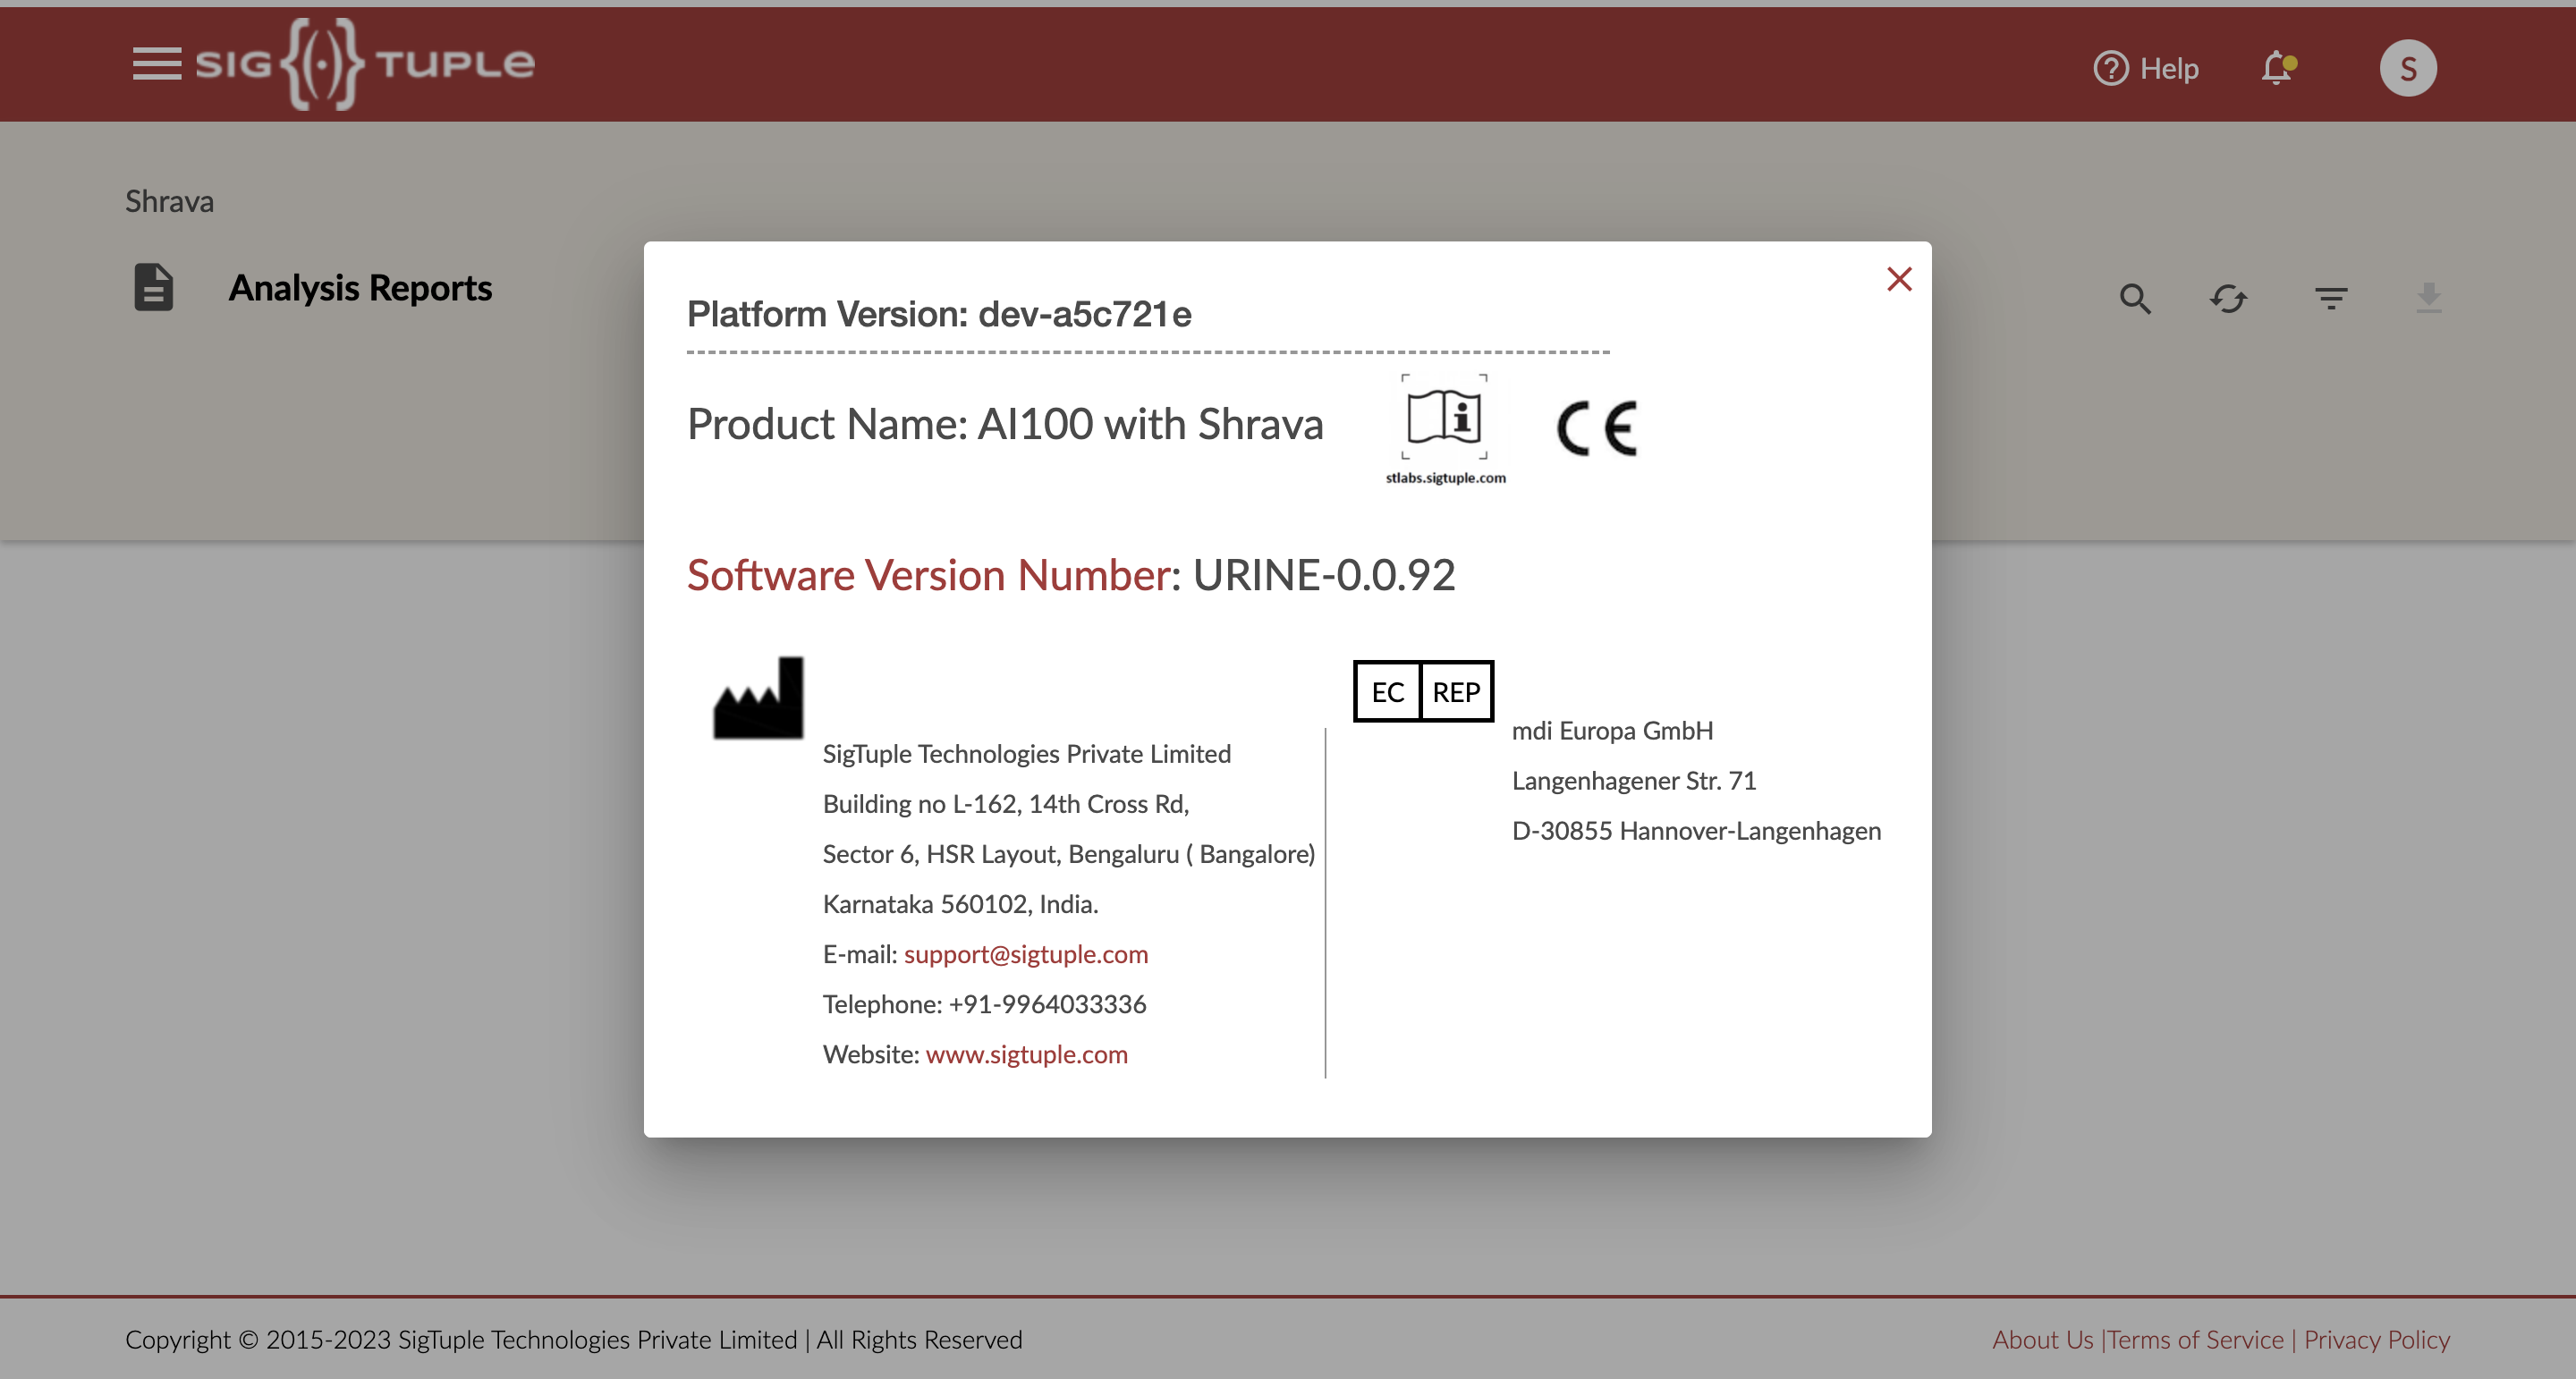 SIG{(·)}TUPLE
Help
S
Shrava
Analysis Reports
Platform Version: dev-a5c721e
Product Name: AI100 with Shrava
i
stlabs.sigtuple.com
CE
Software Version Number: URINE-0.0.92
SigTuple Technologies Private Limited
Building no L-162, 14th Cross Rd,
Sector 6, HSR Layout, Bengaluru ( Bangalore)
Karnataka 560102, India.
E-mail: support@sigtuple.com
Telephone: +91-9964033336
Website: www.sigtuple.com
EC REP
mdi Europa GmbH
Langenhagener Str. 71
D-30855 Hannover-Langenhagen
Copyright © 2015-2023 SigTuple Technologies Private Limited | All Rights Reserved
About Us |Terms of Service | Privacy Policy